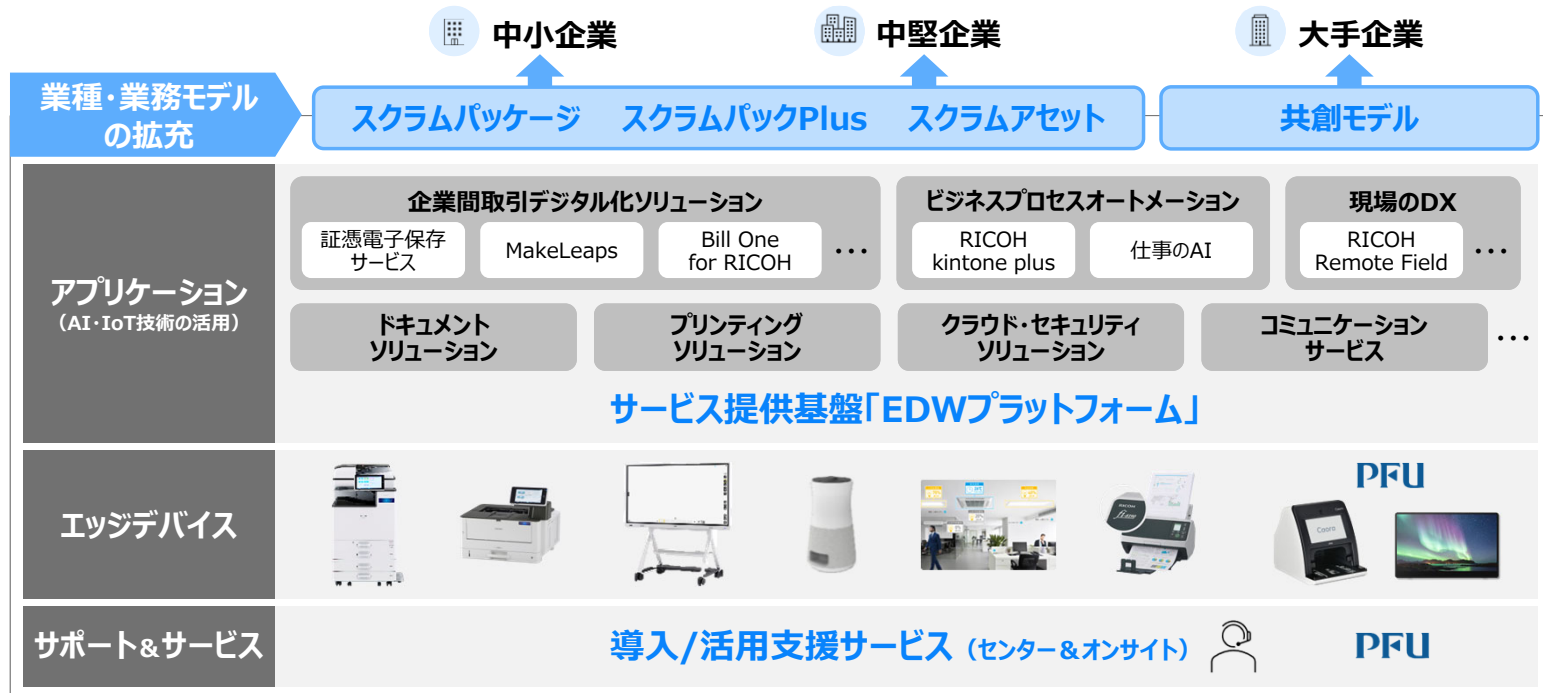 中小企業
中堅企業
大手企業
業種・業務モデル
の拡充
スクラムパッケージ
スクラムパックPlus
スクラムアセット
共創モデル
アプリケーション
（AI・IoT技術の活用）
企業間取引デジタル化ソリューション
証憑電子保存
サービス
MakeLeaps
Bill One
for RICOH
・・・
ビジネスプロセスオートメーション
RICOH
kintone plus
仕事のAI
現場のDX
RICOH
Remote Field
・・・
ドキュメント
ソリューション
プリンティング
ソリューション
クラウド・セキュリティ
ソリューション
コミュニケーション
サービス
・・・
サービス提供基盤「EDWプラットフォーム」
エッジデバイス
RICOH
Caora
PFU
サポート&サービス
導入/活用支援サービス（センター＆オンサイト）
PFU